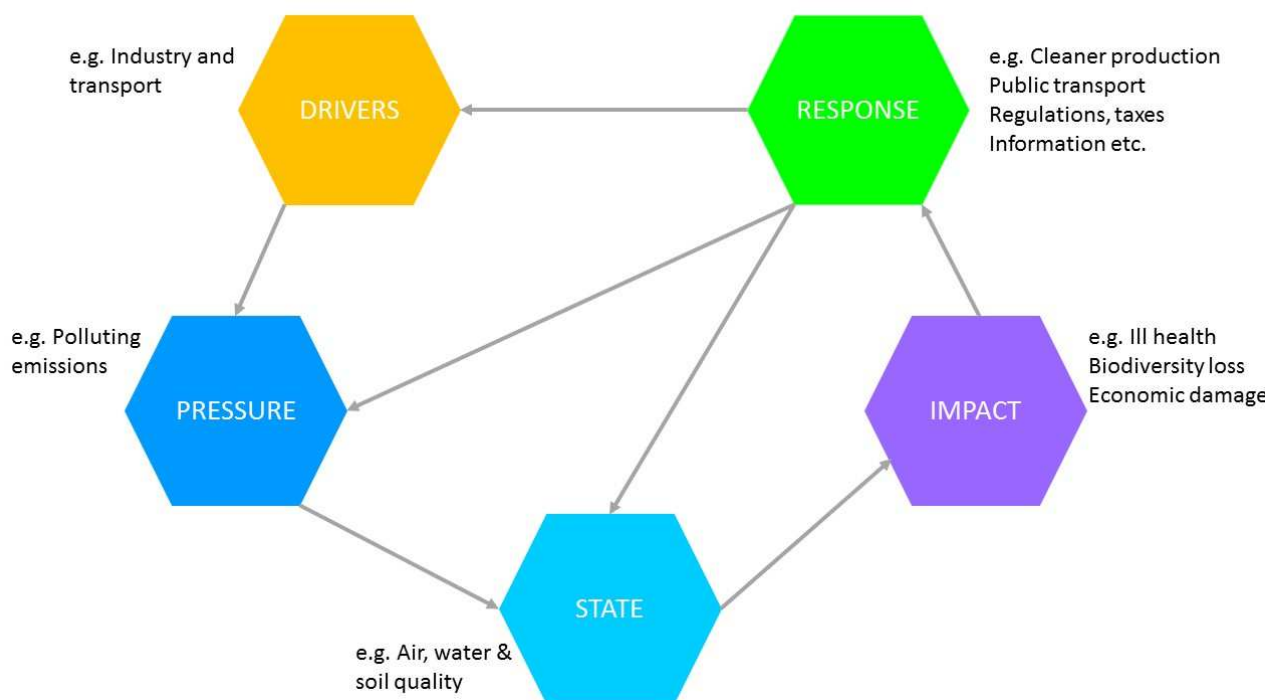 e.g. Industry and
transport
DRIVERS
RESPONSE
e.g. Cleaner production
Public transport
Regulations, taxes
Information etc.
e.g. Polluting
emissions
PRESSURE
IMPACT
e.g. Ill health
Biodiversity loss
Economic damage
STATE
e.g. Air, water &
soil quality